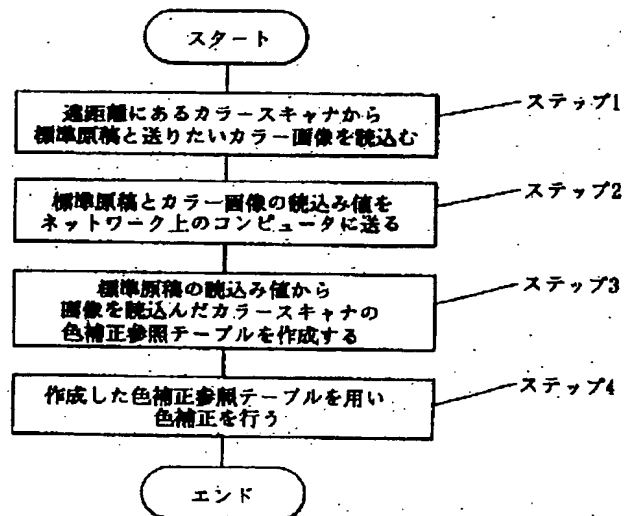 スタート
遠距離にあるカラースキャナから
標準原稿と送りたいカラー画像を読込む
ステップ1
標準原稿とカラー画像の読込み値を
ネットワーク上のコンピュータに送る
ステップ2
標準原稿の読込み値から
画像を読込んだカラースキャナの
色補正参照テーブルを作成する
ステップ3
作成した色補正参照テーブルを用い
色補正を行う
ステップ4
エンド